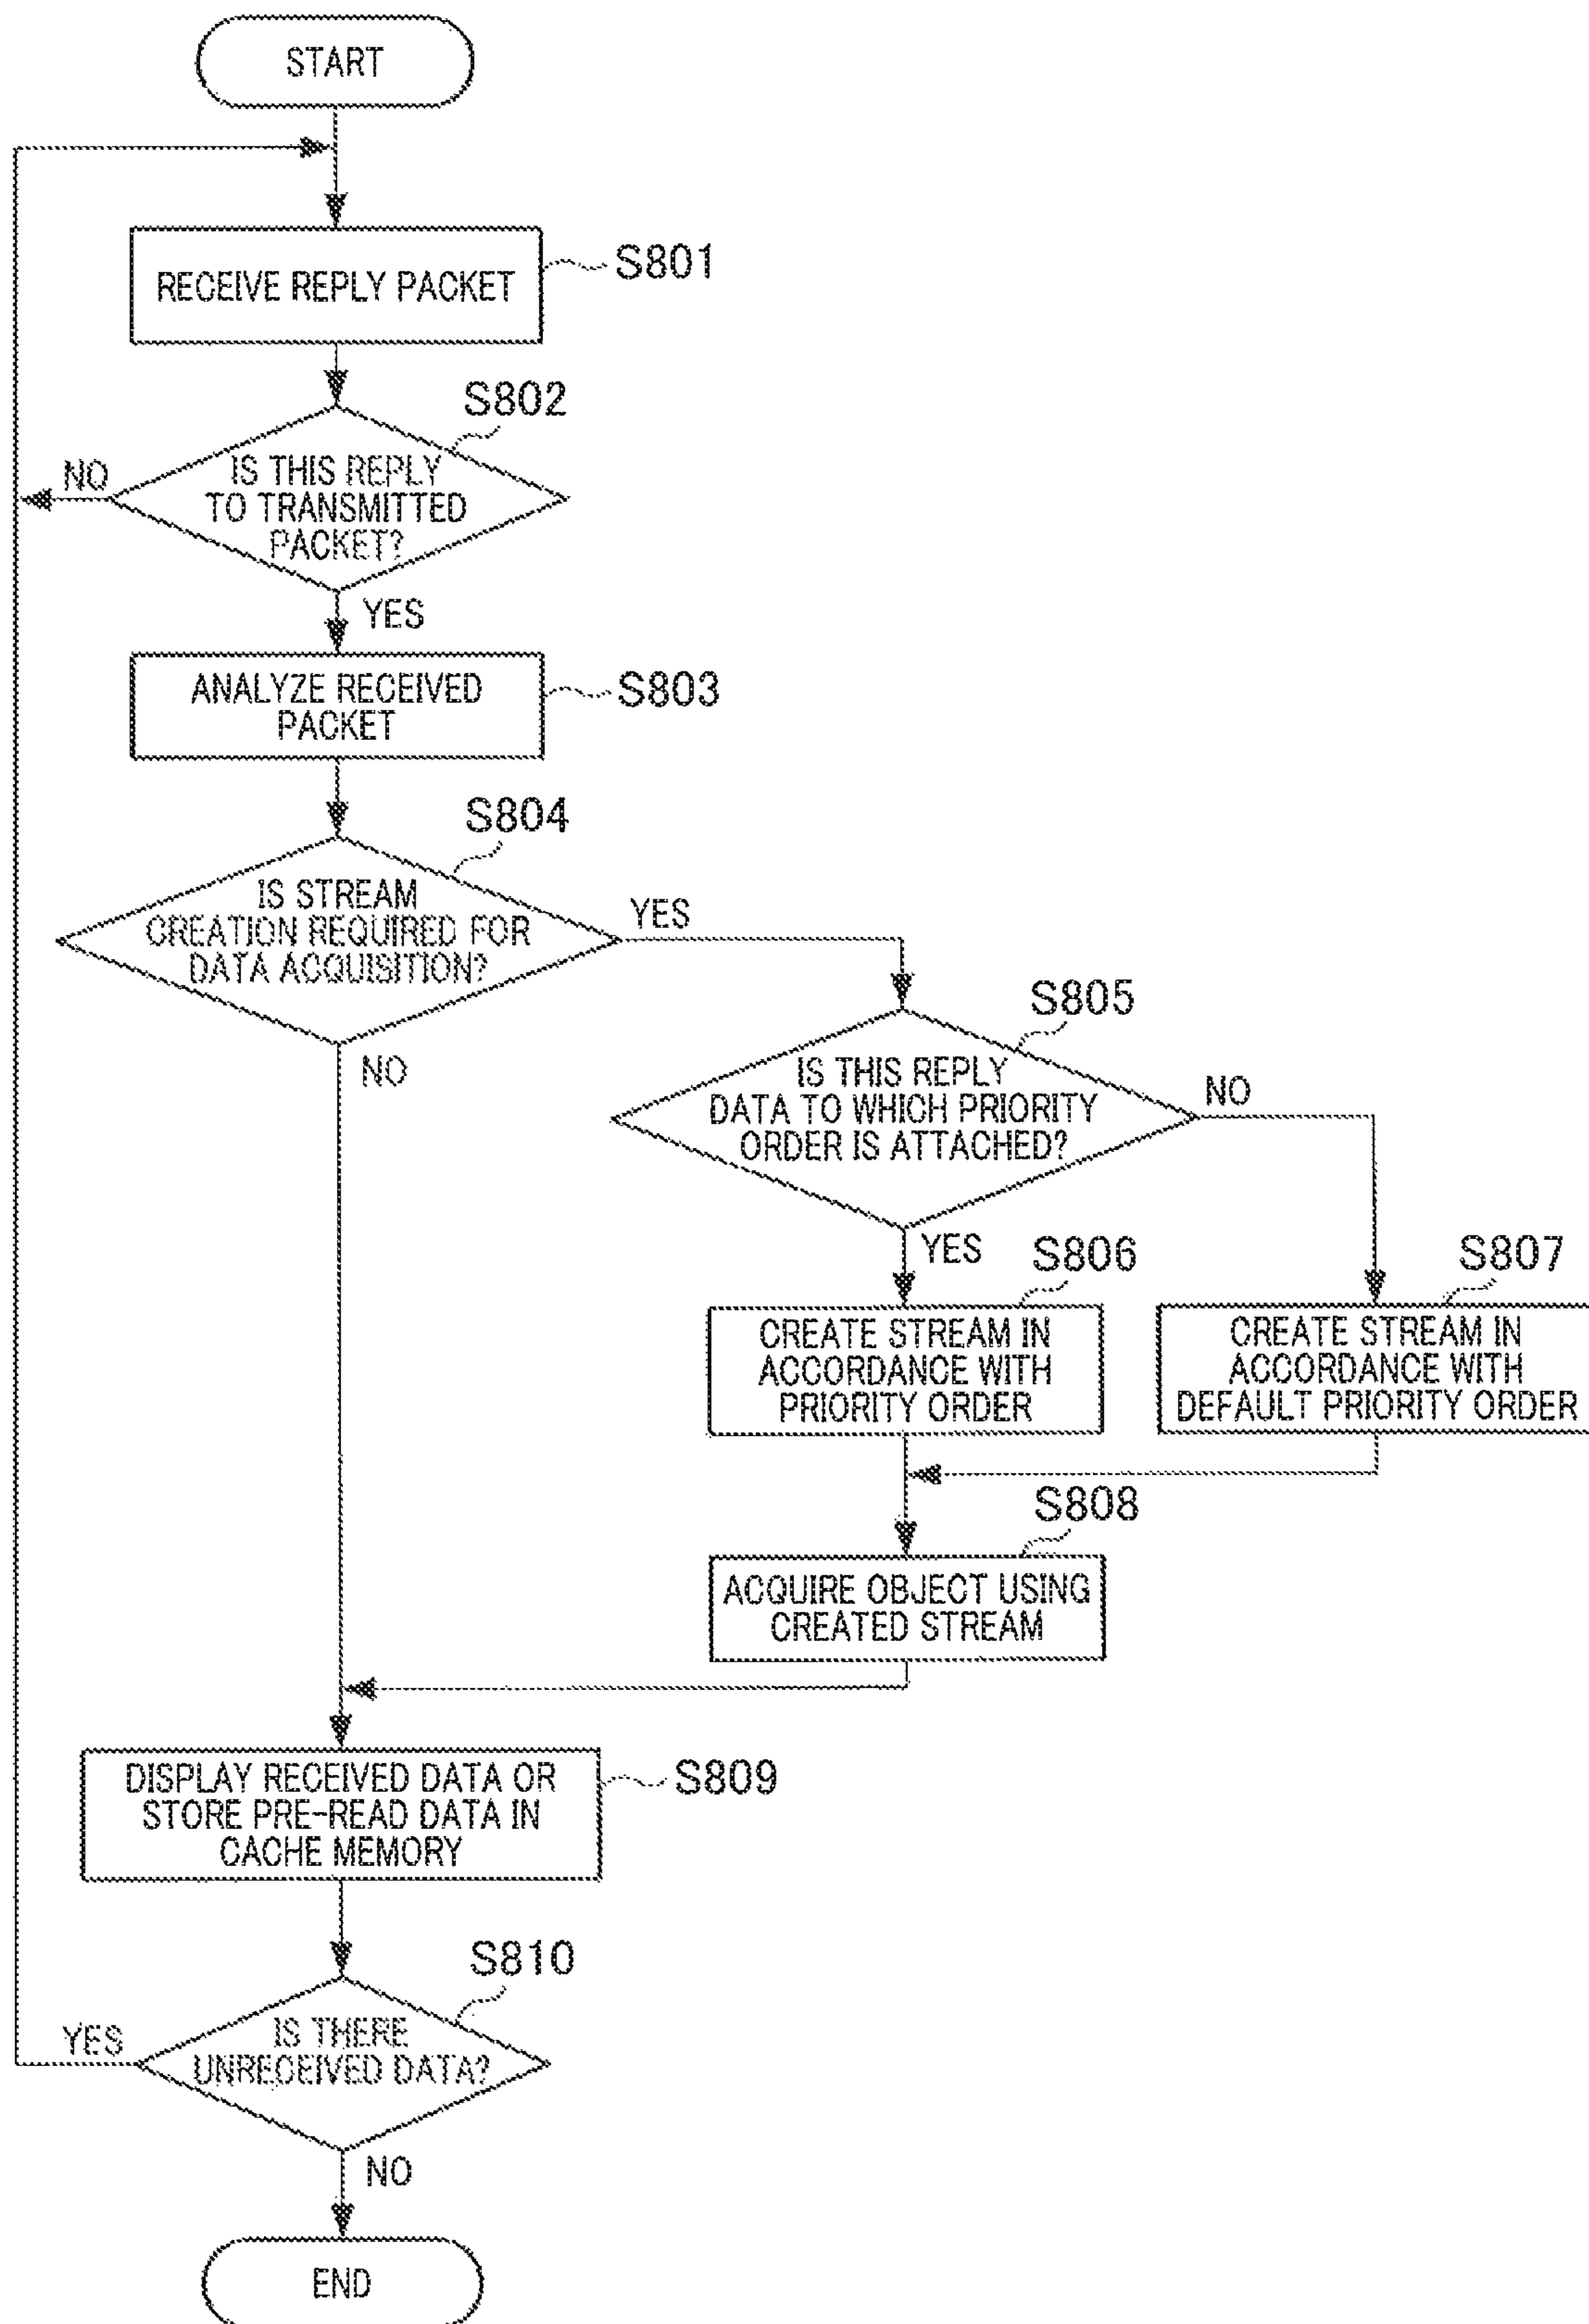 START
RECEIVE REPLY PACKET
S801
S802
NO
IS THIS REPLY
TO TRANSMITTED
PACKET?
YES
ANALYZE RECEIVED
PACKET
S803
S804
IS STREAM
CREATION REQUIRED FOR
DATA ACQUISITION?
YES
NO
S805
IS THIS REPLY
DATA TO WHICH PRIORITY
ORDER IS ATTACHED?
NO
YES
S806
S807
CREATE STREAM IN
ACCORDANCE WITH
PRIORITY ORDER
CREATE STREAM IN
ACCORDANCE WITH
DEFAULT PRIORITY ORDER
S808
ACQUIRE OBJECT USING
CREATED STREAM
DISPLAY RECEIVED DATA OR
STORE PRE-READ DATA IN
CACHE MEMORY
S809
S810
YES
IS THERE
UNRECEIVED DATA?
NO
END